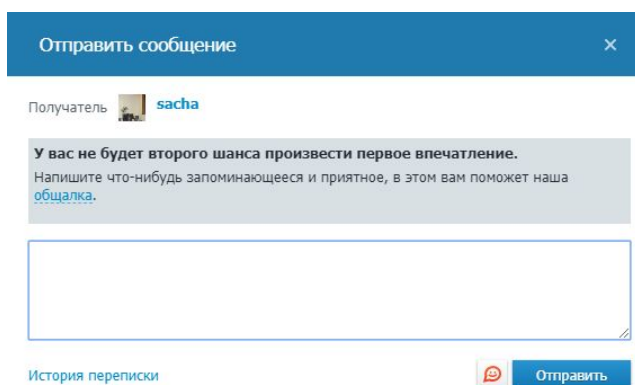 Отправить сообщение
Получатель sacha
У вас не будет второго шанса произвести первое впечатление.
Напишите что-нибудь запоминающееся и приятное, в этом вам поможет наша
общалка.
История переписки
Отправить